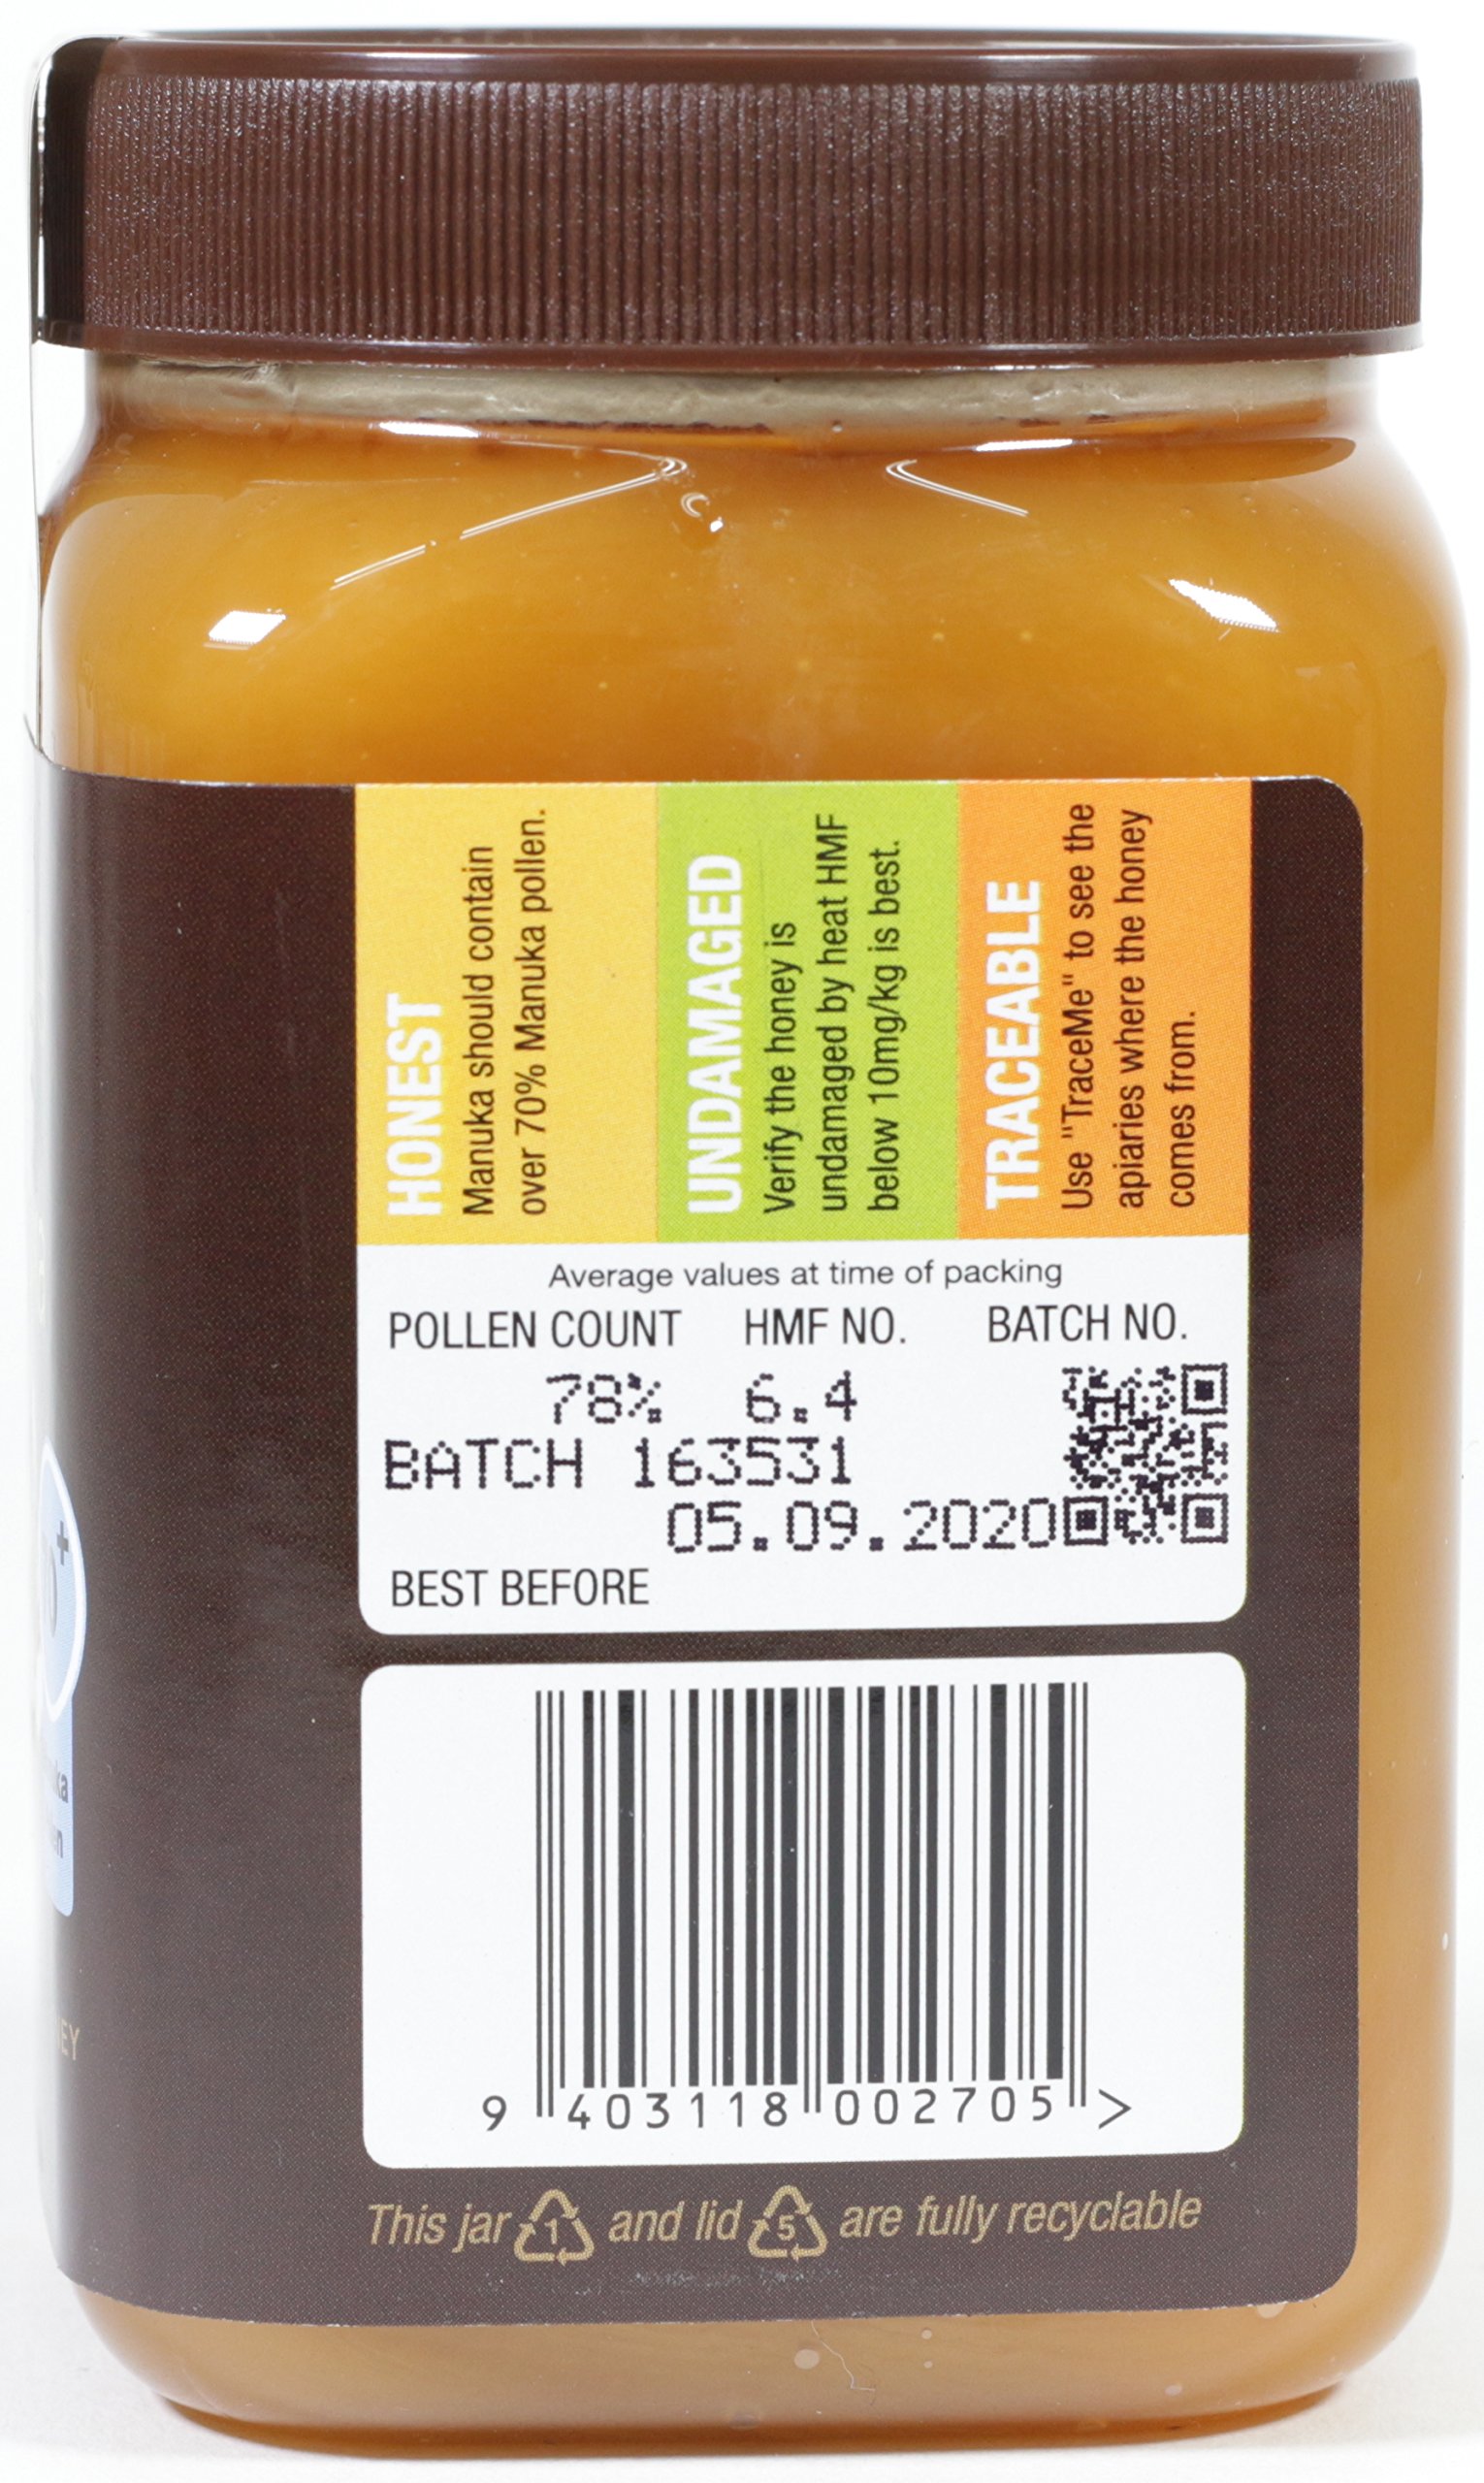 HONEST
Manuka should contain
over 70% Manuka pollen.
UNDAMAGED
Verify the honey is
undamaged by heat HMF
below 10mg/kg is best.
TRACEABLE
Use "TraceMe" to see the
apiaries where the honey
comes from.
Average values at time of packing
POLLEN COUNT HMF NO. BATCH NO.
78% 6.4
BATCH 163531
05.09.2020
BEST BEFORE
9 403118 002705 >
This jar 1 and lid 5 are fully recyclable